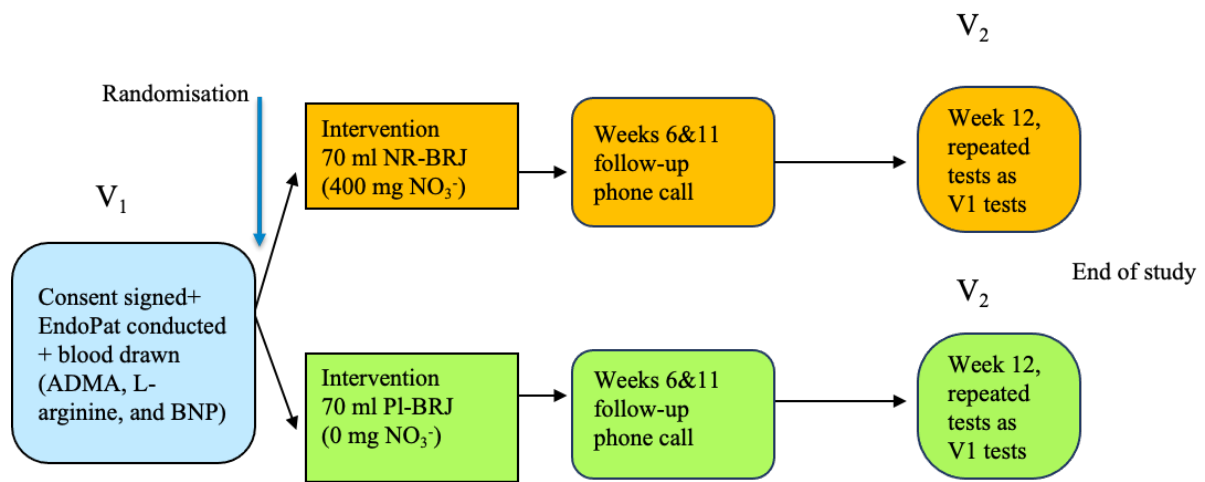 V₂
Randomisation
Intervention
70 ml NR-BRJ
(400 mg NO₃⁻)
Weeks 6&11
follow-up
phone call
Week 12,
repeated
tests as
V1 tests
V₁
Consent signed+
EndoPat conducted
+ blood drawn
(ADMA, L-
arginine, and BNP)
End of study
V₂
Intervention
70 ml Pl-BRJ
(0 mg NO₃⁻)
Weeks 6&11
follow-up
phone call
Week 12,
repeated
tests as
V1 tests